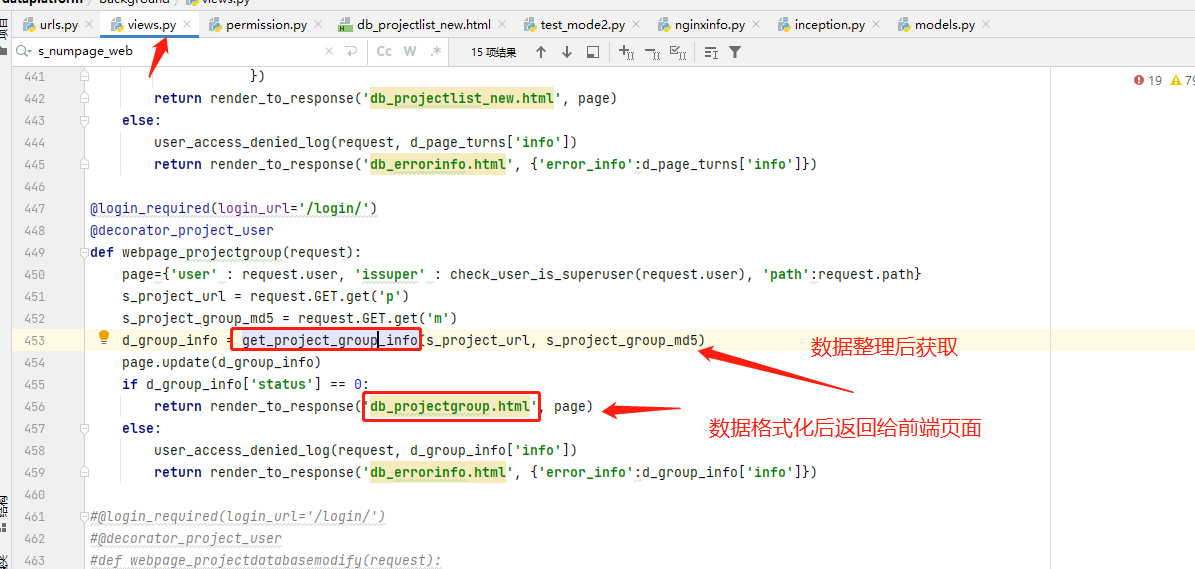 dataplatform › background › views.py
urls.py views.py permission.py db_projectlist_new.html test_mode2.py nginxinfo.py inception.py models.py
s_numpage_web Cc W .* 15 项结果
19 79
441 })
442 return render_to_response('db_projectlist_new.html', page)
443 else:
444 user_access_denied_log(request, d_page_turns['info'])
445 return render_to_response('db_errorinfo.html', {'error_info':d_page_turns['info']})
446
447 @login_required(login_url='/login/')
448 @decorator_project_user
449 def webpage_projectgroup(request):
450 page={'user' : request.user, 'issuper' : check_user_is_superuser(request.user), 'path':request.path}
451 s_project_url = request.GET.get('p')
452 s_project_group_md5 = request.GET.get('m')
453 d_group_info = get_project_group_info(s_project_url, s_project_group_md5)
数据整理后获取
454 page.update(d_group_info)
455 if d_group_info['status'] == 0:
456 return render_to_response('db_projectgroup.html', page)
数据格式化后返回给前端页面
457 else:
458 user_access_denied_log(request, d_group_info['info'])
459 return render_to_response('db_errorinfo.html', {'error_info':d_group_info['info']})
460
461 #@login_required(login_url='/login/')
462 #@decorator_project_user
463 #def webpage_projectdatabasemodify(request):
结构